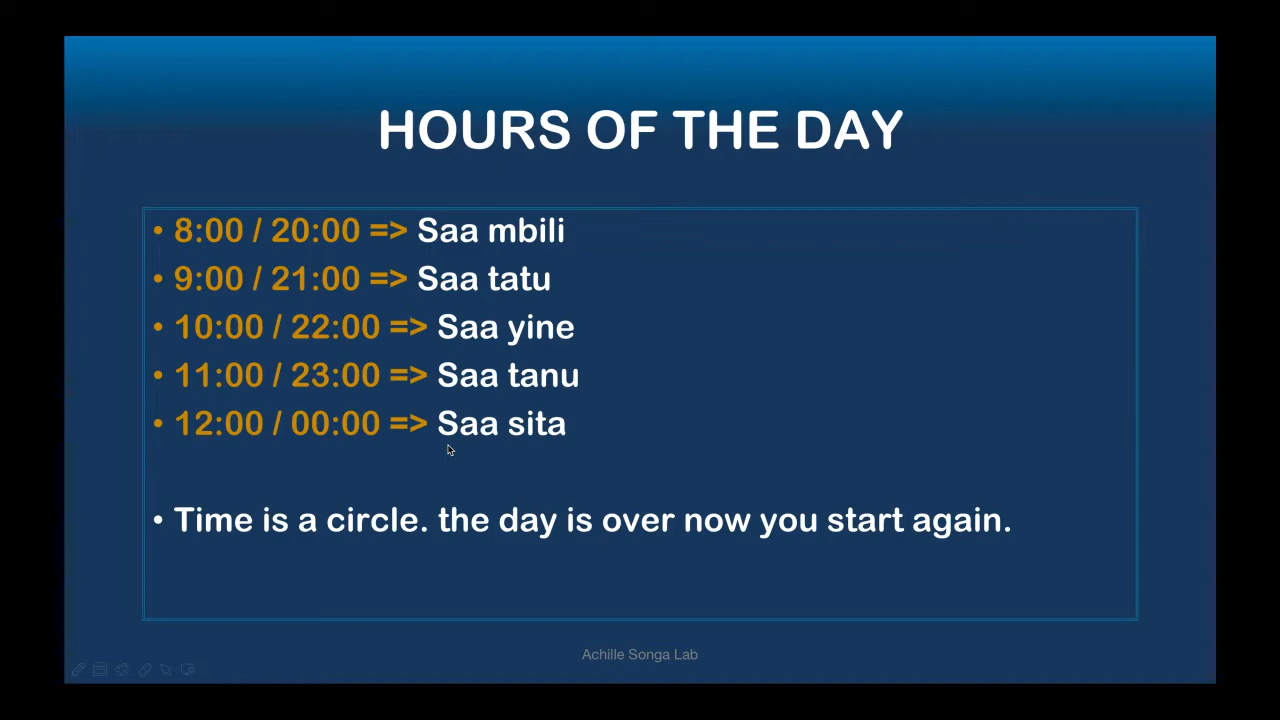 HOURS OF THE DAY
• 8:00 / 20:00 => Saa mbili
• 9:00 / 21:00 => Saa tatu
• 10:00 / 22:00 => Saa yine
• 11:00 / 23:00 => Saa tanu
• 12:00 / 00:00 => Saa sita
• Time is a circle. the day is over now you start again.
Achille Songa Lab